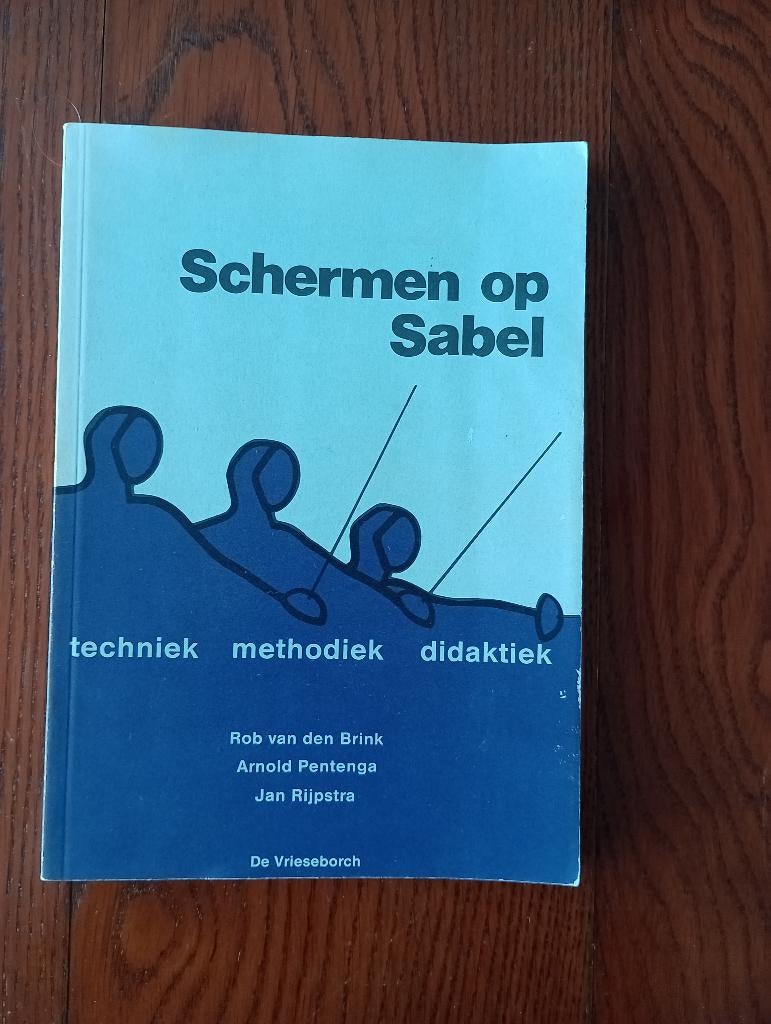 Schermen op
Sabel
techniek methodiek didaktiek
Rob van den Brink
Arnold Pentenga
Jan Rijpstra
De Vrieseborch